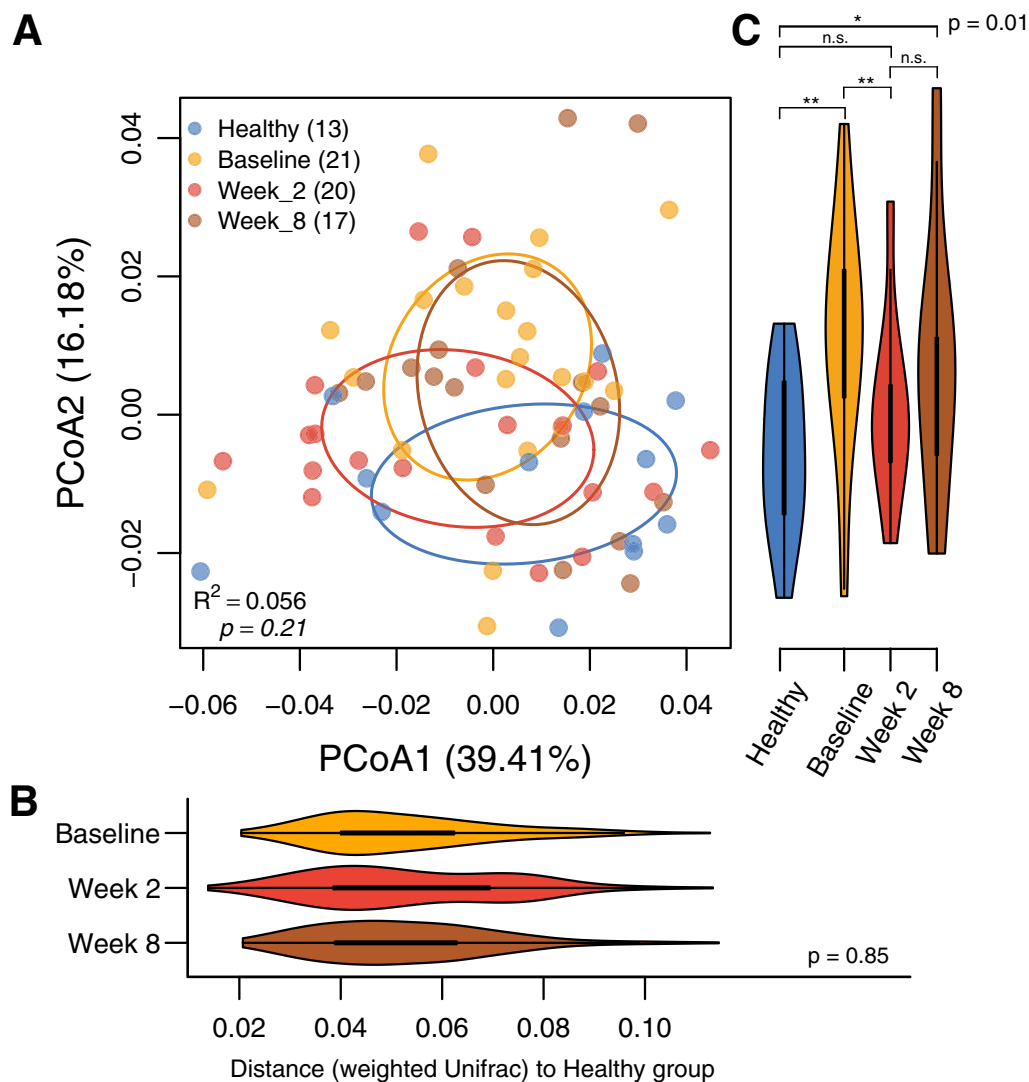 A
C
*
p = 0.01
n.s.
n.s.
**
**
Healthy (13)
Baseline (21)
Week_2 (20)
Week_8 (17)
PCoA2 (16.18%)
0.04
0.02
0.00
−0.02
R² = 0.056
p = 0.21
−0.06
−0.04
−0.02
0.00
0.02
0.04
PCoA1 (39.41%)
Healthy
Baseline
Week 2
Week 8
B
Baseline
Week 2
Week 8
p = 0.85
0.02
0.04
0.06
0.08
0.10
Distance (weighted Unifrac) to Healthy group